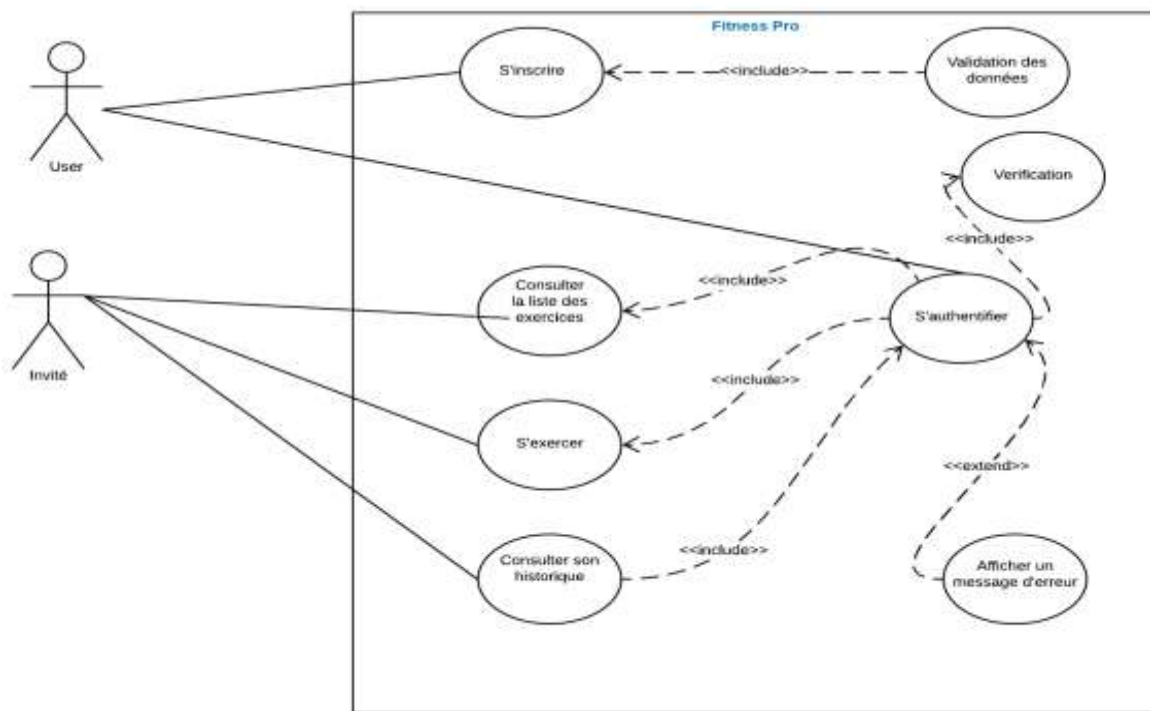 Fitness Pro
S'inscrire
<<include>>
Validation des
données
User
Verification
<<include>>
Consulter
la liste des
exercices
<<include>>
S'authentifier
Invité
<<include>>
S'exercer
<<extend>>
Consulter son
historique
<<include>>
Afficher un
message d'erreur